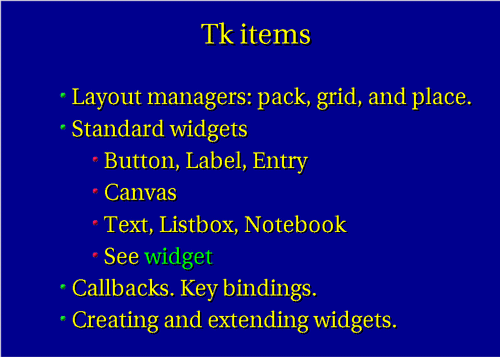 Tk items
Layout managers: pack, grid, and place.
Standard widgets
Button, Label, Entry
Canvas
Text, Listbox, Notebook
See widget
Callbacks. Key bindings.
Creating and extending widgets.